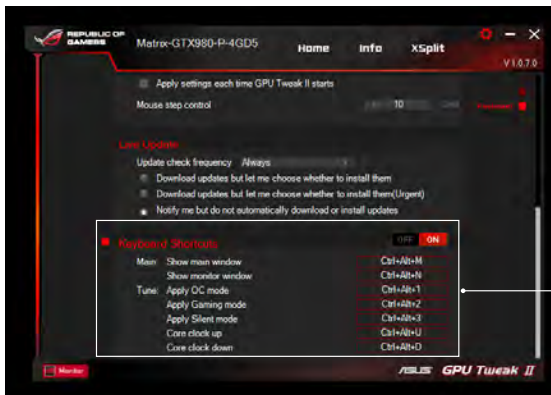 REPUBLIC OF
GAMERS
Matrix-GTX980-P-4GD5
Home Info XSplit
V1.0.7.0
Apply settings each time GPU Tweak II starts
Mouse step control 10
Live Update
Update check frequency Always
Download updates but let me choose whether to install them
Download updates but let me choose whether to install them(Urgent)
Notify me but do not automatically download or install updates
Keyboard Shortcuts OFF ON
Main: Show main window Ctrl+Alt+M
Show monitor window Ctrl+Alt+N
Tune: Apply OC mode Ctrl+Alt+1
Apply Gaming mode Ctrl+Alt+2
Apply Silent mode Ctrl+Alt+3
Core clock up Ctrl+Alt+U
Core clock down Ctrl+Alt+D
Monitor
ASUS GPU Tweak II